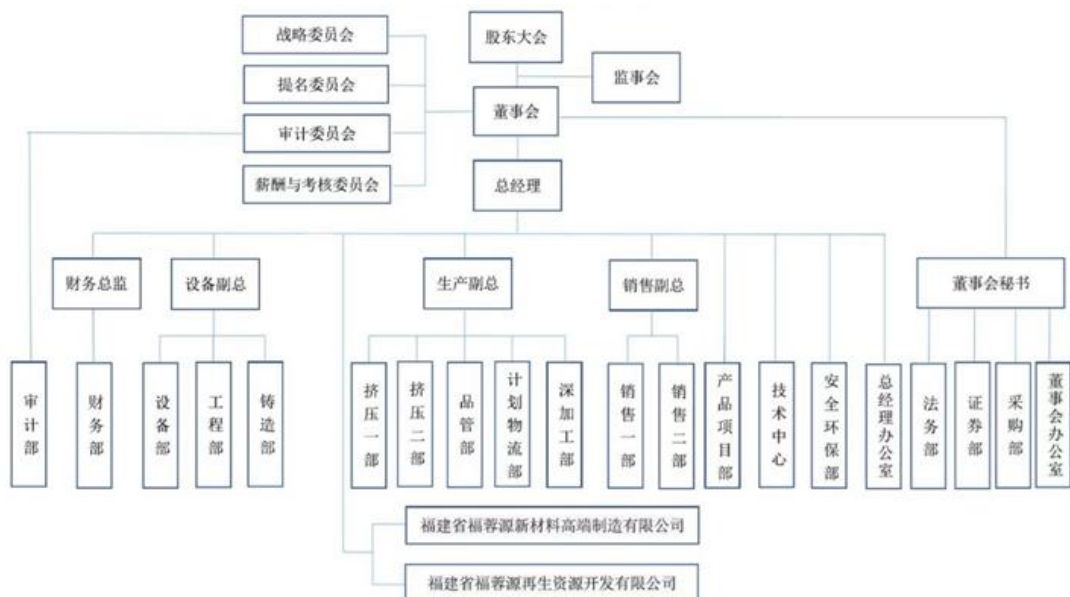 战略委员会
股东大会
提名委员会
监事会
董事会
审计委员会
薪酬与考核委员会
总经理
财务总监
设备副总
生产副总
销售副总
董事会秘书
审计部
财务部
设备部
工程部
铸造部
挤压一部
挤压二部
品管部
计划物流部
深加工部
销售一部
销售二部
产品项目部
技术中心
安全环保部
总经理办公室
法务部
证券部
采购部
董事会办公室
福建省福蓉源新材料高端制造有限公司
福建省福蓉源再生资源开发有限公司